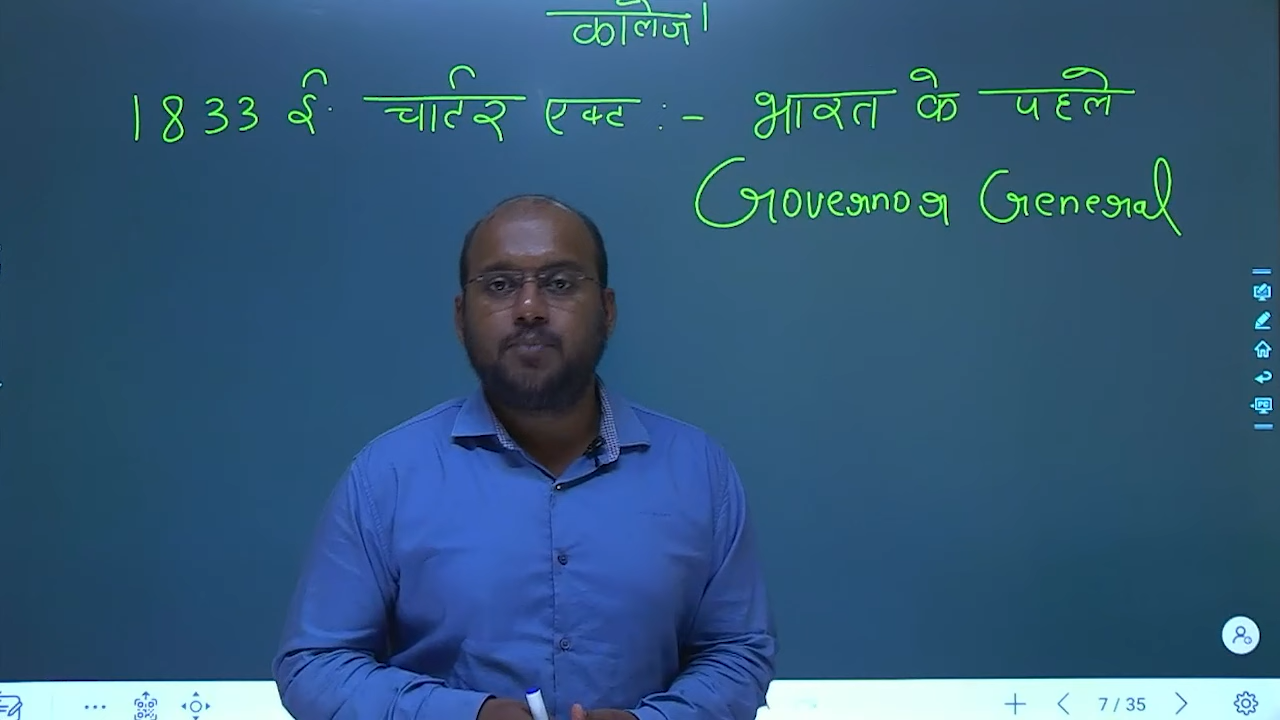 कॉलेज।
1833 ई. चार्टर एक्ट :- भारत के पहले
Governor General
7 / 35